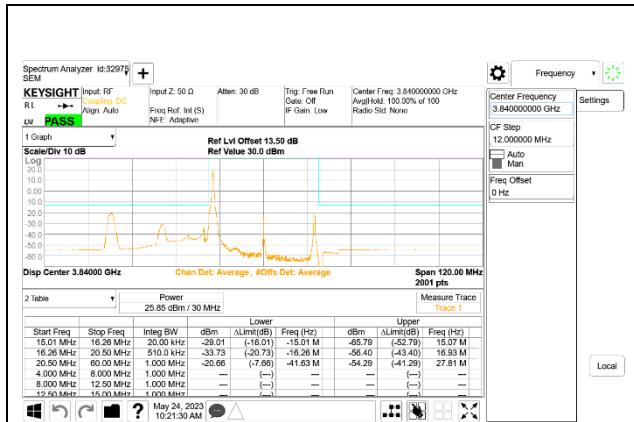 Spectrum Analyzer Id:32975
SEM
+
Frequency
KEYSIGHT
RL
PASS
Input: RF
Coupling: DC
Align: Auto
Input Z: 50 Ω
Freq Ref: Int (S)
NFE: Adaptive
Atten: 30 dB
Trig: Free Run
Gate: Off
IF Gain: Low
Center Freq: 3.840000000 GHz
Avg|Hold: 100.00% of 100
Radio Std: None
Center Frequency
3.840000000 GHz
Settings
CF Step
12.000000 MHz
Auto
Man
Freq Offset
0 Hz
1 Graph
Scale/Div 10 dB
Ref Lvl Offset 13.50 dB
Ref Value 30.0 dBm
Log
20.0
10.0
0.00
-10.0
-20.0
-30.0
-40.0
-50.0
-60.0
Disp Center 3.84000 GHz
Chan Det: Average , #Offs Det: Average
Span 120.00 MHz
2001 pts
2 Table
Power
25.85 dBm / 30 MHz
Measure Trace
Trace 1
Lower Upper
Start Freq Stop Freq Integ BW dBm ΔLimit(dB) Freq (Hz) dBm ΔLimit(dB) Freq (Hz)
15.01 MHz 16.26 MHz 20.00 kHz -29.01 (-16.01) -15.01 M -65.79 (-52.79) 15.07 M
16.26 MHz 20.50 MHz 510.0 kHz -33.73 (-20.73) -16.26 M -56.40 (-43.40) 16.93 M
20.50 MHz 60.00 MHz 1.000 MHz -20.66 (-7.66) -41.63 M -54.29 (-41.29) 27.81 M
4.000 MHz 8.000 MHz 1.000 MHz --- (---) --- --- (---) ---
8.000 MHz 12.50 MHz 1.000 MHz --- (---) --- --- (---) ---
12.50 MHz 15.00 MHz 1.000 MHz --- (---) --- --- (---) ---
Local
?
May 24, 2023
10:21:30 AM